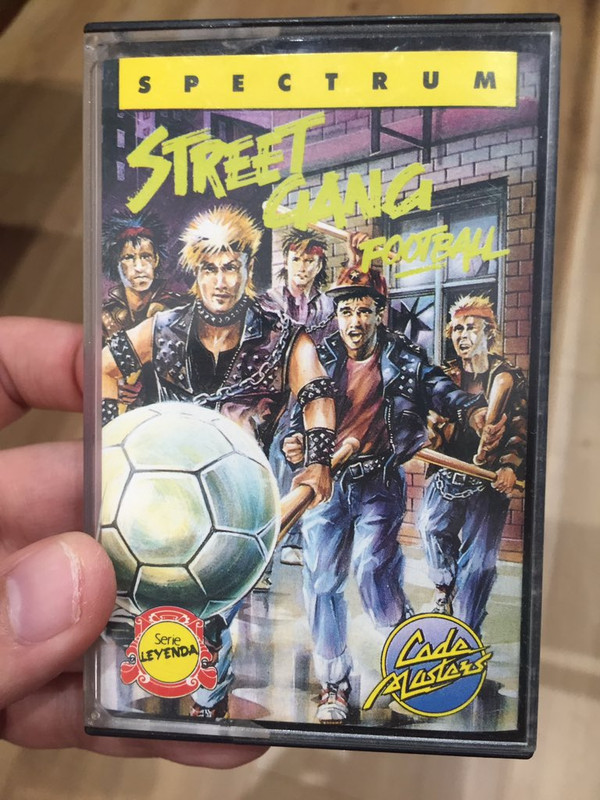 SPECTRUM
STREET
GANG
FOOTBALL
Serie
LEYENDA
Code
Masters